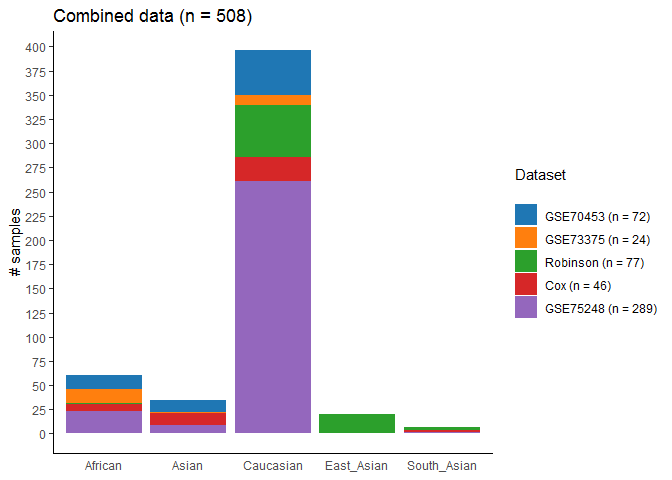 Combined data (n = 508)
400
375
350
325
300
275
250
225
200
175
150
125
100
75
50
25
0
# samples
African
Asian
Caucasian
East_Asian
South_Asian
Dataset
GSE70453 (n = 72)
GSE73375 (n = 24)
Robinson (n = 77)
Cox (n = 46)
GSE75248 (n = 289)